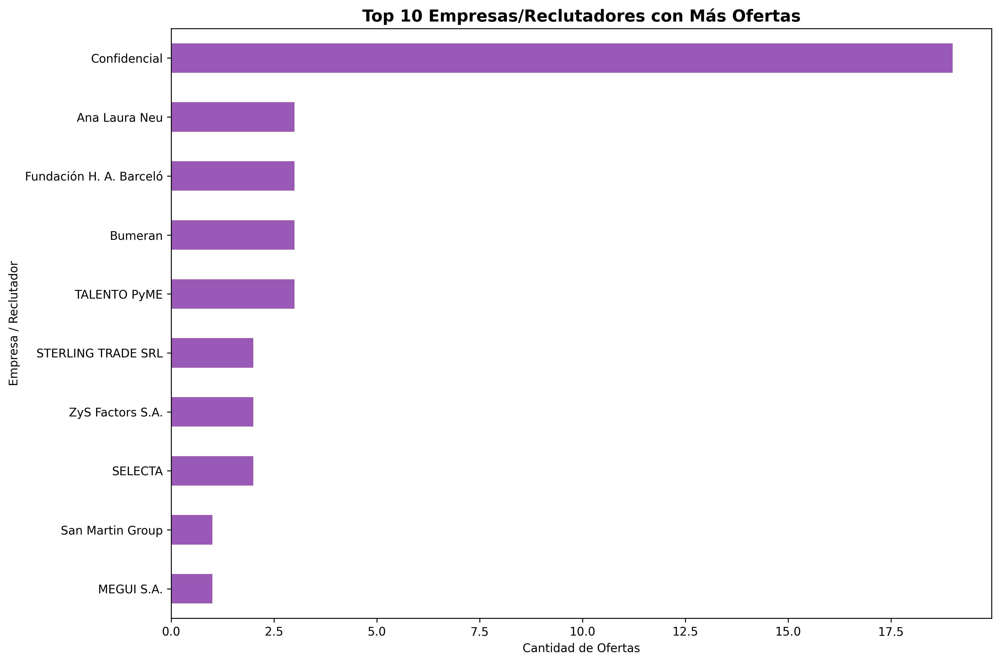 Top 10 Empresas/Reclutadores con Más Ofertas
Empresa / Reclutador
Confidencial
Ana Laura Neu
Fundación H. A. Barceló
Bumeran
TALENTO PyME
STERLING TRADE SRL
ZyS Factors S.A.
SELECTA
San Martin Group
MEGUI S.A.
0.0 2.5 5.0 7.5 10.0 12.5 15.0 17.5
Cantidad de Ofertas